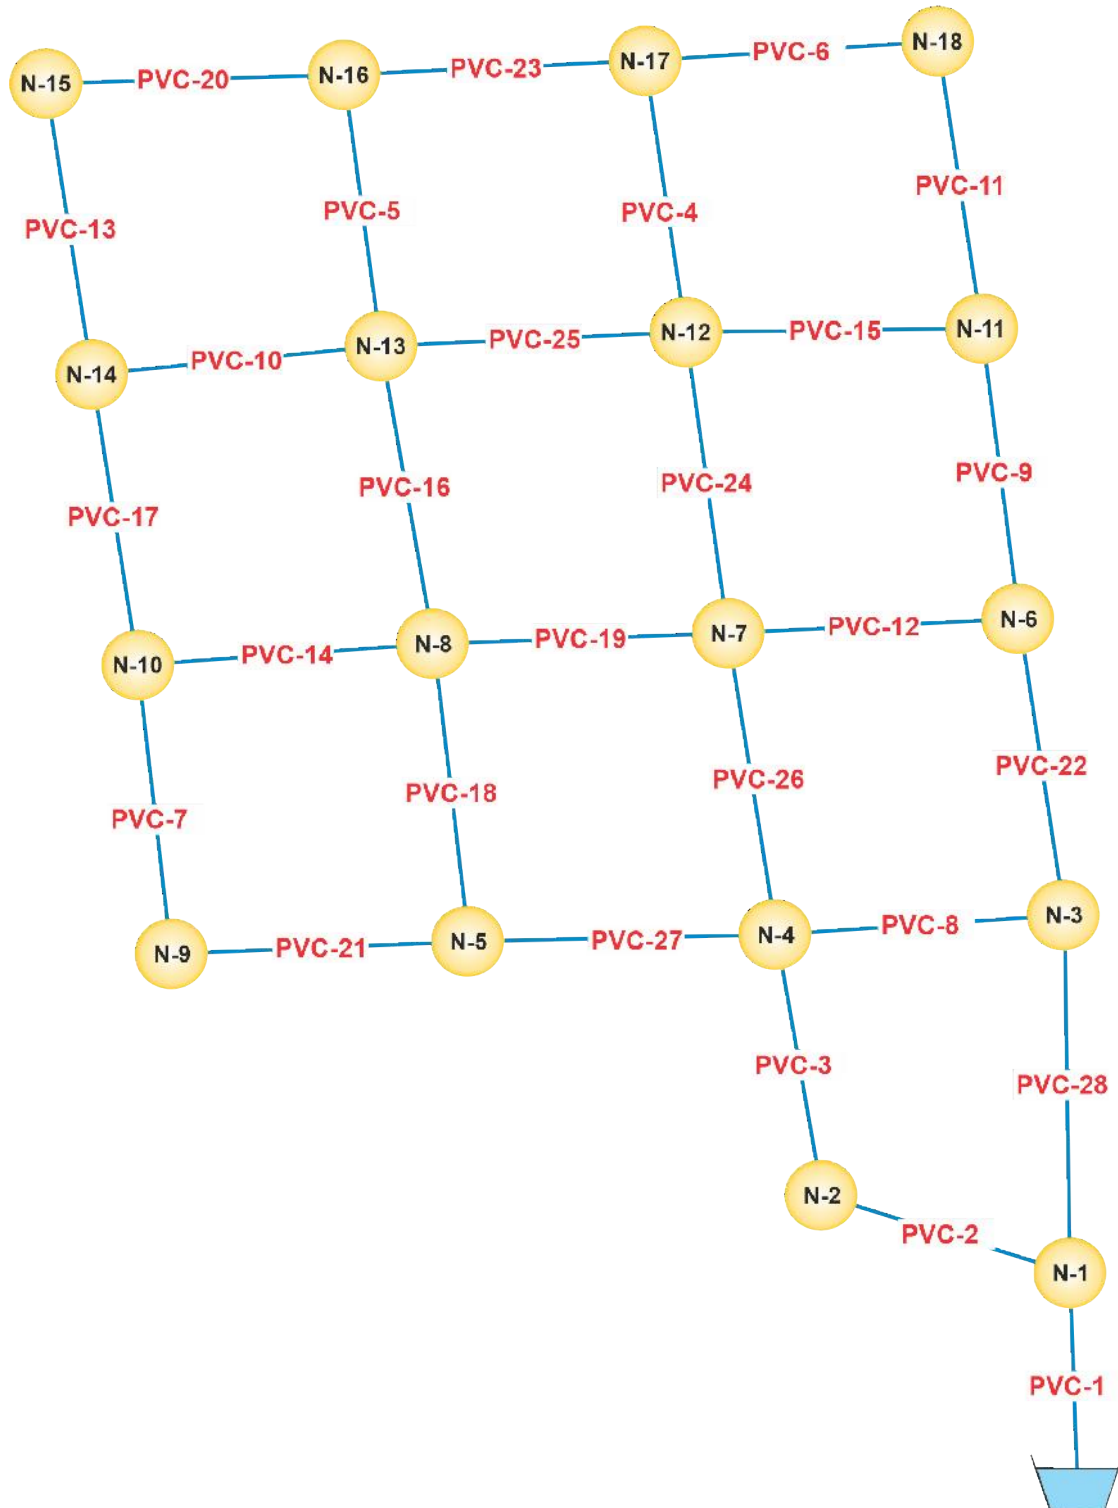 N-15 PVC-20 N-16 PVC-23 N-17 PVC-6 N-18
PVC-13 PVC-5 PVC-4 PVC-11
N-14 PVC-10 N-13 PVC-25 N-12 PVC-15 N-11
PVC-17 PVC-16 PVC-24 PVC-9
N-10 PVC-14 N-8 PVC-19 N-7 PVC-12 N-6
PVC-7 PVC-18 PVC-26 PVC-22
N-9 PVC-21 N-5 PVC-27 N-4 PVC-8 N-3
PVC-3 PVC-28
N-2 PVC-2 N-1
PVC-1